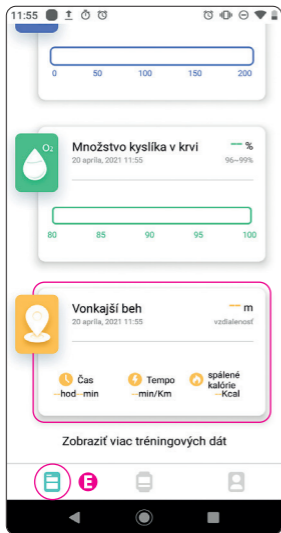 11:55
0 50 100 150 200
O₂
Množstvo kyslíka v krvi
— %
20 apríla, 2021 11:55
96~99%
80 85 90 95 100
Vonkajší beh
— m
20 apríla, 2021 11:55
vzdialenosť
Čas
—hod—min
Tempo
—min/Km
spálené
kalórie
—Kcal
Zobraziť viac tréningových dát
E